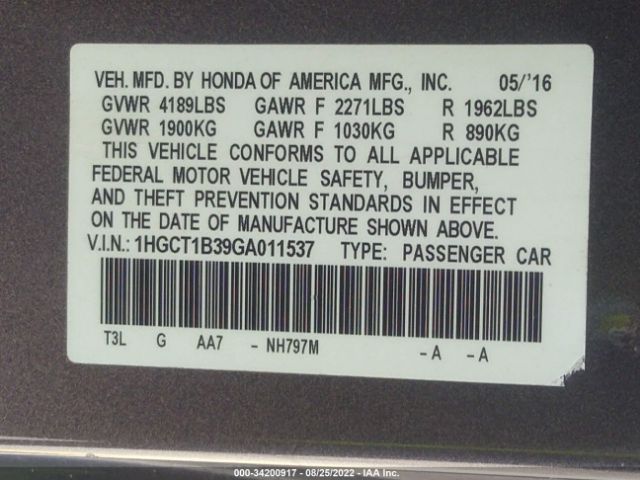 VEH. MFD. BY HONDA OF AMERICA MFG., INC. 05/'16
GVWR 4189LBS GAWR F 2271LBS R 1962LBS
GVWR 1900KG GAWR F 1030KG R 890KG
THIS VEHICLE CONFORMS TO ALL APPLICABLE
FEDERAL MOTOR VEHICLE SAFETY, BUMPER,
AND THEFT PREVENTION STANDARDS IN EFFECT
ON THE DATE OF MANUFACTURE SHOWN ABOVE.
V.I.N.: 1HGCT1B39GA011537 TYPE: PASSENGER CAR
T3L G AA7 - NH797M - A - A
000-34200917 - 08/25/2022 - IAA Inc.